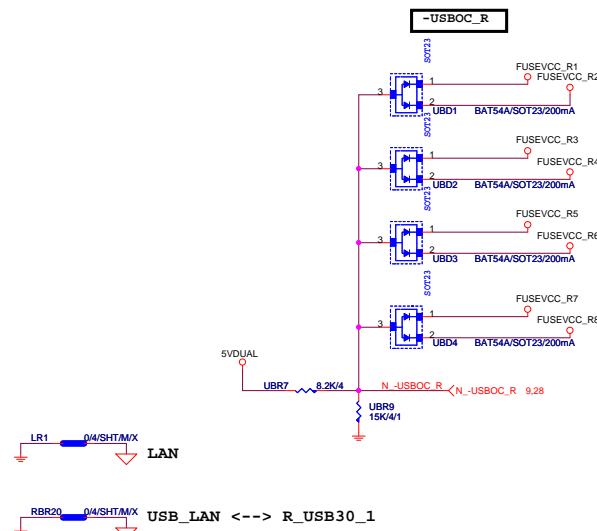 -USBOC_R
SOT23
FUSEVCC_R1
FUSEVCC_R2
1
3
2
UBD1
BAT54A/SOT23/200mA
SOT23
FUSEVCC_R3
FUSEVCC_R4
1
3
2
UBD2
BAT54A/SOT23/200mA
SOT23
FUSEVCC_R5
FUSEVCC_R6
1
3
2
UBD3
BAT54A/SOT23/200mA
SOT23
FUSEVCC_R7
FUSEVCC_R8
1
3
2
UBD4
BAT54A/SOT23/200mA
5VDUAL
UBR7
8.2K/4
N_-USBOC_R
N_-USBOC_R 9,28
UBR9
15K/4/1
LR1
0/4/SHT/M/X
LAN
RBR20
0/4/SHT/M/X
USB_LAN <--> R_USB30_1